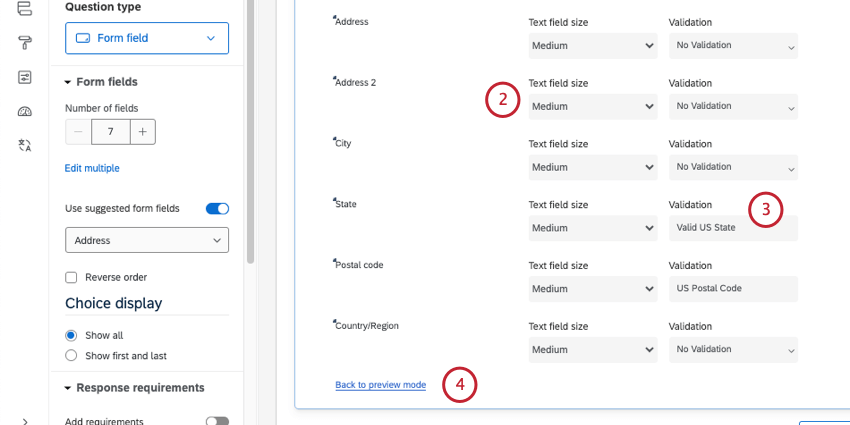 Question type
Form field
Form fields
Number of fields
7
Edit multiple
Use suggested form fields
Address
Reverse order
Choice display
Show all
Show first and last
Response requirements
Add requirements
Address
Text field size
Validation
Medium
No Validation
Address 2
Text field size
Validation
2
Medium
No Validation
City
Text field size
Validation
Medium
No Validation
State
Text field size
Validation
3
Medium
Valid US State
Postal code
Text field size
Validation
Medium
US Postal Code
Country/Region
Text field size
Validation
Medium
No Validation
Back to preview mode
4